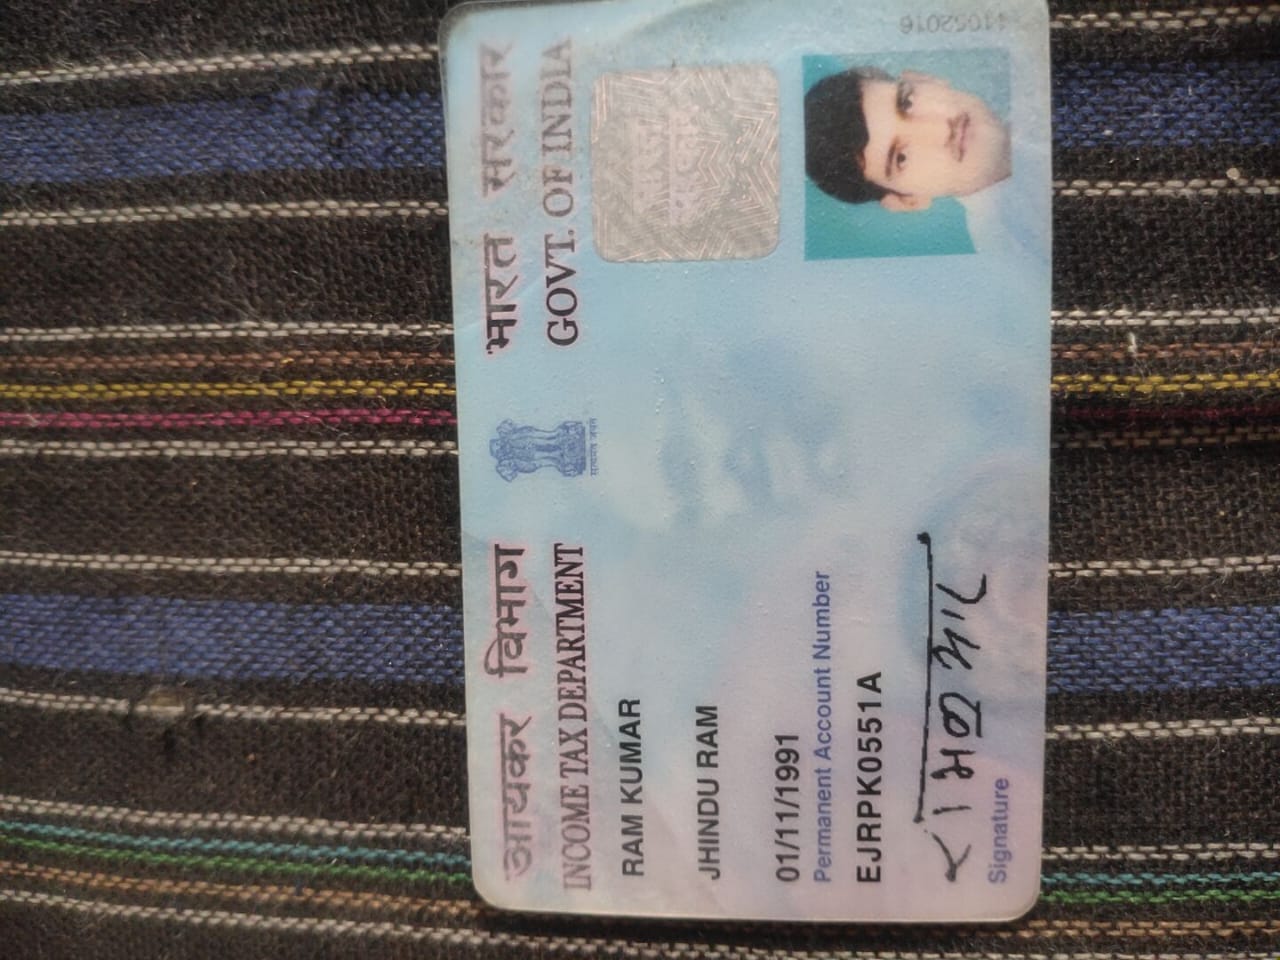 आयकर विभाग
INCOME TAX DEPARTMENT
सत्यमेव जयते
भारत सरकार
GOVT. OF INDIA
RAM KUMAR
JHINDU RAM
01/11/1991
Permanent Account Number
EJRPK0551A
रामकुमार
Signature
11052016